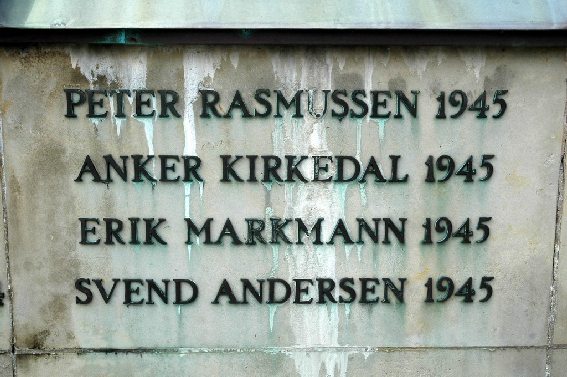 PETER RASMUSSEN 1945
ANKER KIRKEDAL 1945
ERIK MARKMANN 1945
SVEND ANDERSEN 1945